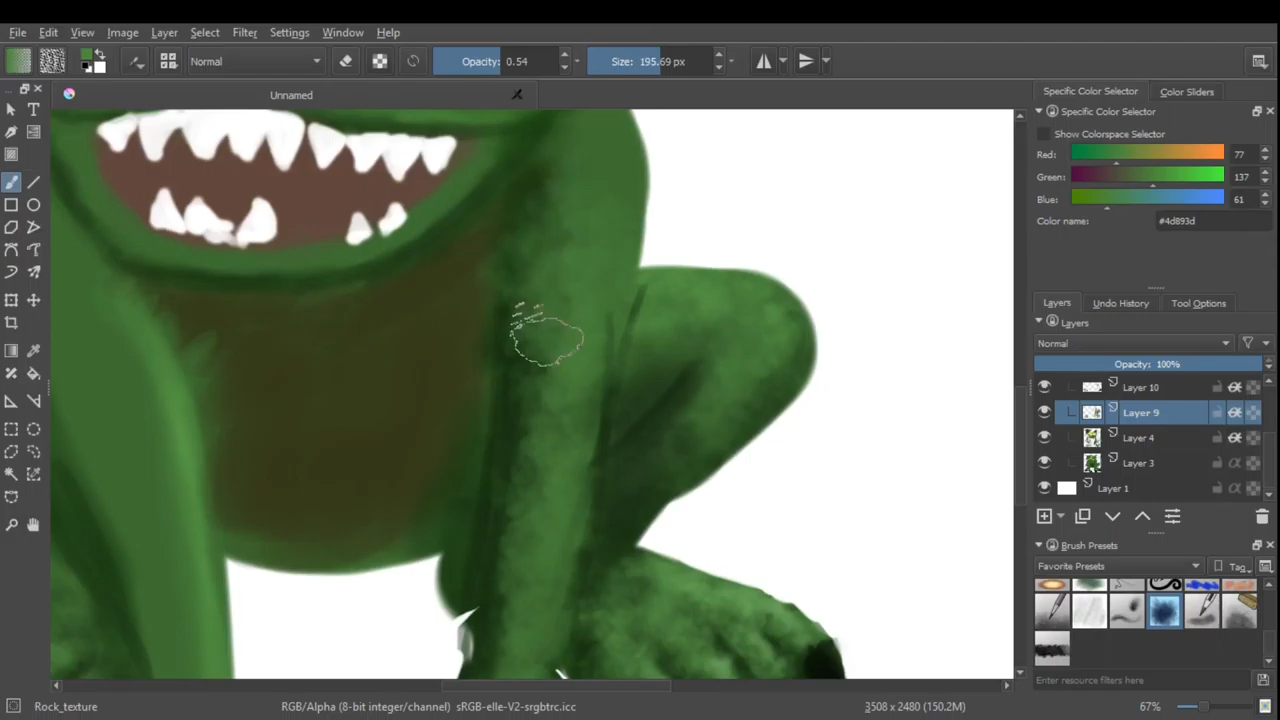 File Edit View Image Layer Select Filter Settings Window Help
Normal Opacity: 0.54 Size: 195.69 px
Unnamed
Specific Color Selector Color Sliders
Specific Color Selector
Show Colorspace Selector
Red: 77
Green: 137
Blue: 61
Color name: #4d893d
Layers Undo History Tool Options
Layers
Normal
Opacity: 100%
Layer 10
Layer 9
Layer 4
Layer 3
Layer 1
Brush Presets
Favorite Presets Tag
Enter resource filters here
Rock_texture RGB/Alpha (8-bit integer/channel) sRGB-elle-V2-srgbtrc.icc 3508 x 2480 (150.2M) 67%